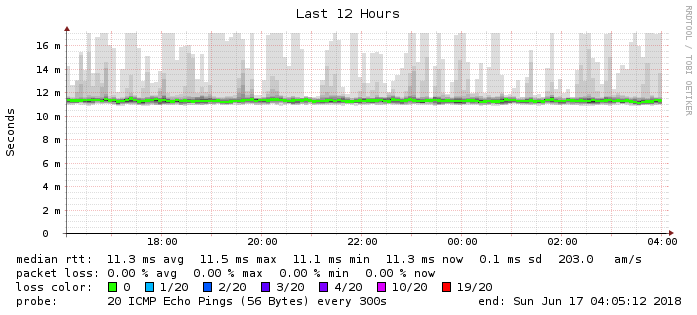 Last 12 Hours
RRDTOOL / TOBI OETIKER
Seconds
16 m
14 m
12 m
10 m
8 m
6 m
4 m
2 m
0
18:00 20:00 22:00 00:00 02:00 04:00
median rtt: 11.3 ms avg 11.5 ms max 11.1 ms min 11.3 ms now 0.1 ms sd 203.0 am/s
packet loss: 0.00 % avg 0.00 % max 0.00 % min 0.00 % now
loss color: 0 1/20 2/20 3/20 4/20 10/20 19/20
probe: 20 ICMP Echo Pings (56 Bytes) every 300s end: Sun Jun 17 04:05:12 2018